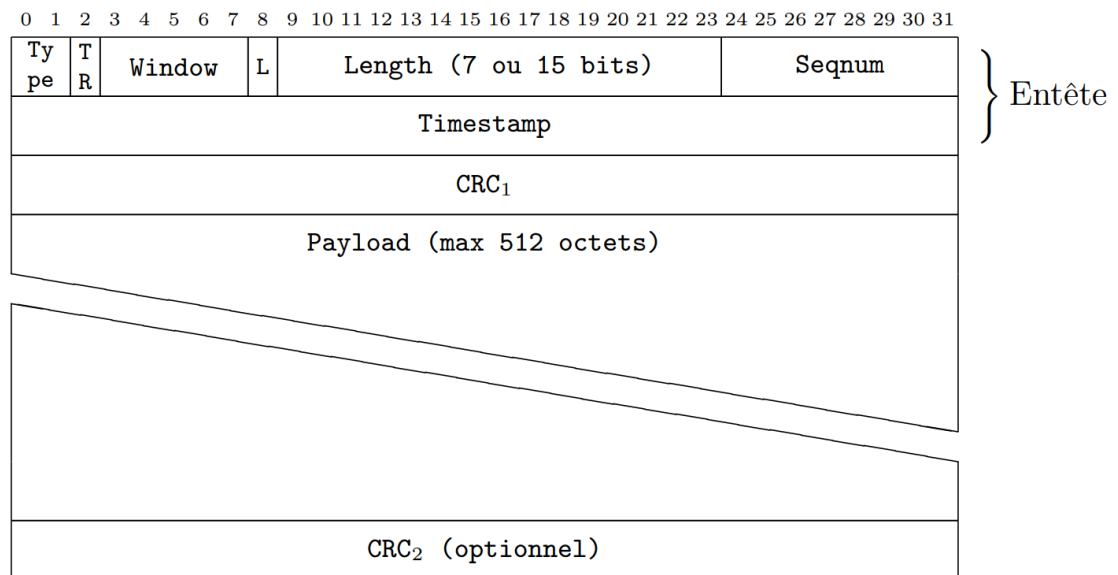 0 1 2 3 4 5 6 7 8 9 10 11 12 13 14 15 16 17 18 19 20 21 22 23 24 25 26 27 28 29 30 31
Ty
pe
T
R
Window
L
Length (7 ou 15 bits)
Seqnum
Entête
Timestamp
CRC₁
Payload (max 512 octets)
CRC₂ (optionnel)